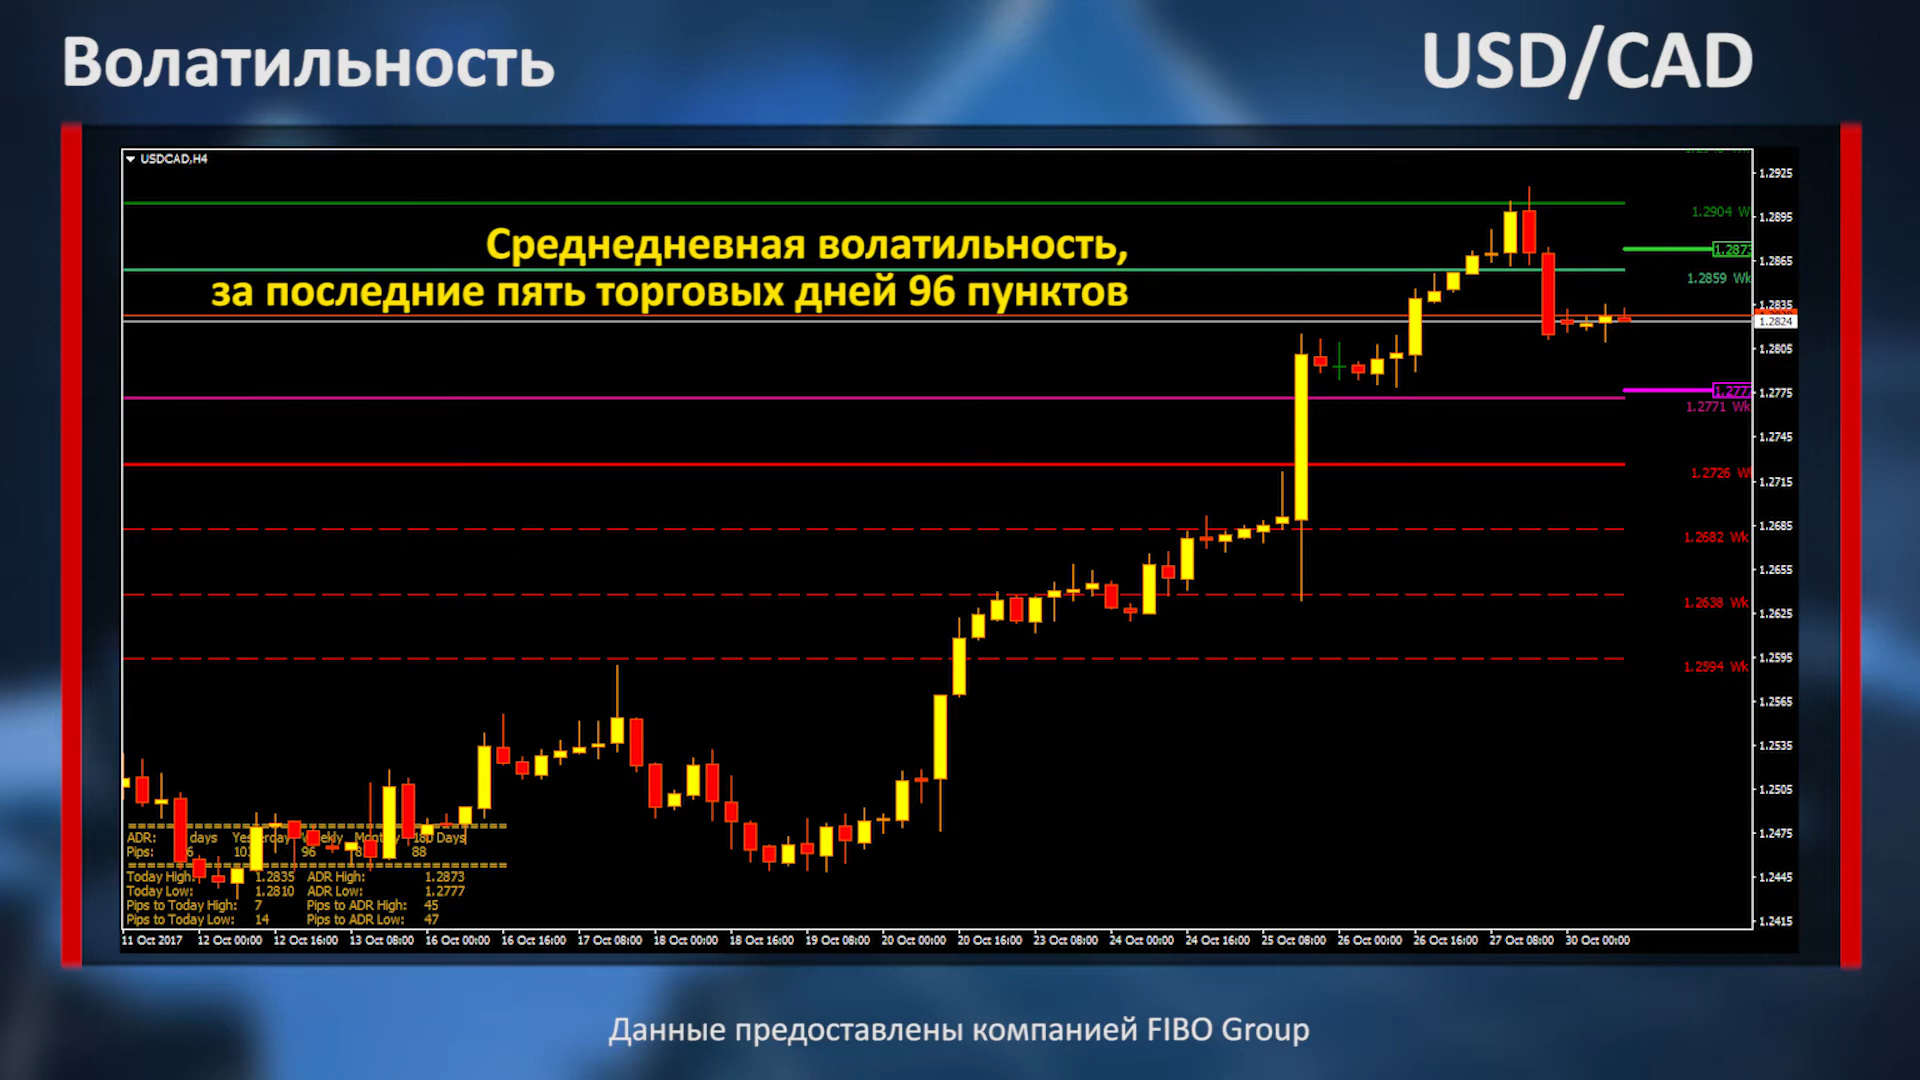 Волатильность
USD/CAD
USDCAD,H4
Среднедневная волатильность,
за последние пять торговых дней 96 пунктов
1.2904 W
1.2873
1.2859 Wk
1.2771 Wk
1.2726 W
1.2682 Wk
1.2638 Wk
1.2594 Wk
1.2925
1.2895
1.2865
1.2835
1.2824
1.2805
1.2775
1.2745
1.2715
1.2685
1.2655
1.2625
1.2595
1.2565
1.2535
1.2505
1.2475
1.2445
1.2415
ADR: days
Pips: 96 88
Today High: 1.2835 ADR High: 1.2873
Today Low: 1.2810 ADR Low: 1.2777
Pips to Today High: 7 Pips to ADR High: 45
Pips to Today Low: 14 Pips to ADR Low: 47
11 Oct 2017 12 Oct 00:00 12 Oct 16:00 13 Oct 08:00 16 Oct 00:00 16 Oct 16:00 17 Oct 08:00 18 Oct 00:00 18 Oct 16:00 19 Oct 08:00 20 Oct 00:00 20 Oct 16:00 23 Oct 08:00 24 Oct 00:00 24 Oct 16:00 25 Oct 08:00 26 Oct 00:00 26 Oct 16:00 27 Oct 08:00 30 Oct 00:00
Данные предоставлены компанией FIBO Group